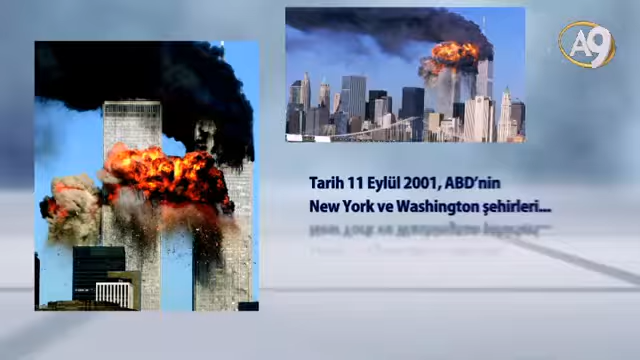 A9
Tarih 11 Eylül 2001, ABD’nin
New York ve Washington şehirleri...